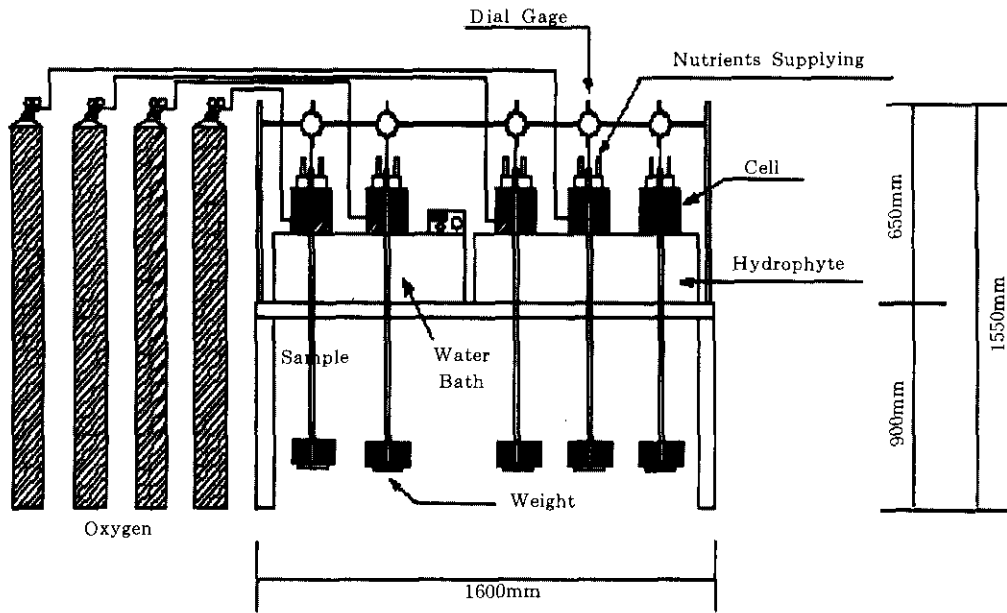 Dial Gage
Nutrients Supplying
Cell
650mm
Hydrophyte
1550mm
Sample
Water
Bath
900mm
Weight
Oxygen
1600mm